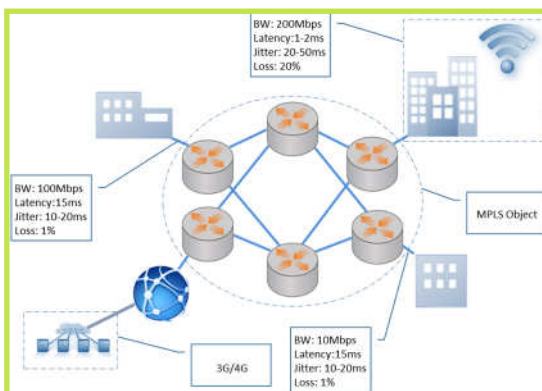 BW: 200Mbps
Latency:1-2ms
Jitter: 20-50ms
Loss: 20%
BW: 100Mbps
Latency:15ms
Jitter: 10-20ms
Loss: 1%
MPLS Object
3G/4G
BW: 10Mbps
Latency:15ms
Jitter: 10-20ms
Loss: 1%